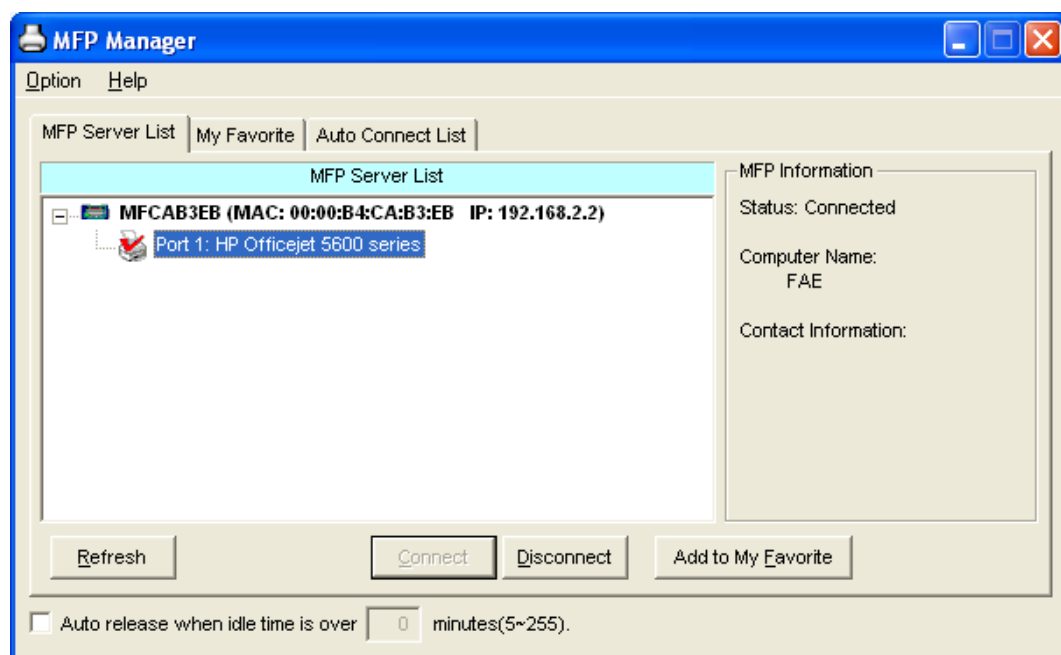 MFP Manager
Option Help
MFP Server List My Favorite Auto Connect List
MFP Server List
MFCAB3EB (MAC: 00:00:B4:CA:B3:EB IP: 192.168.2.2)
Port 1: HP Officejet 5600 series
MFP Information
Status: Connected
Computer Name:
FAE
Contact Information:
Refresh Connect Disconnect Add to My Favorite
Auto release when idle time is over 0 minutes(5~255).